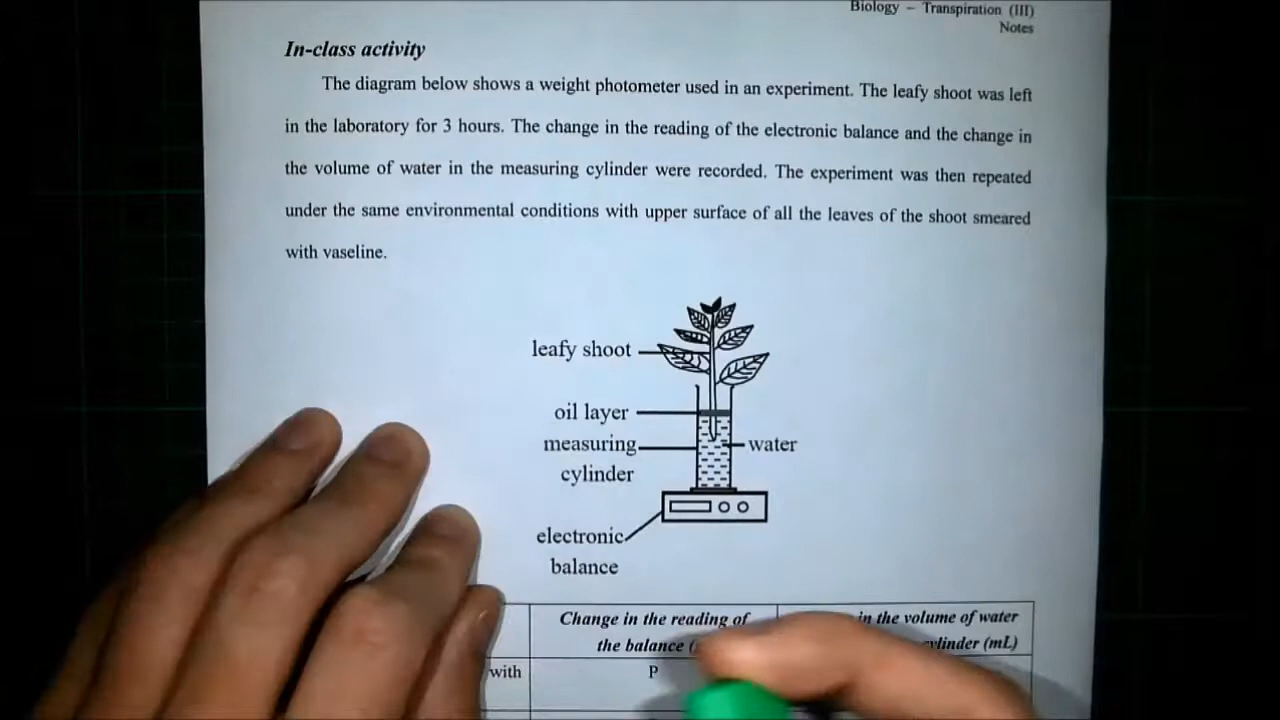 Biology – Transpiration (III)
Notes
In-class activity
The diagram below shows a weight photometer used in an experiment. The leafy shoot was left
in the laboratory for 3 hours. The change in the reading of the electronic balance and the change in
the volume of water in the measuring cylinder were recorded. The experiment was then repeated
under the same environmental conditions with upper surface of all the leaves of the shoot smeared
with vaseline.
leafy shoot
oil layer
measuring
cylinder
water
electronic
balance
Change in the reading of
the balance (
in the volume of water
cylinder (mL)
with
P